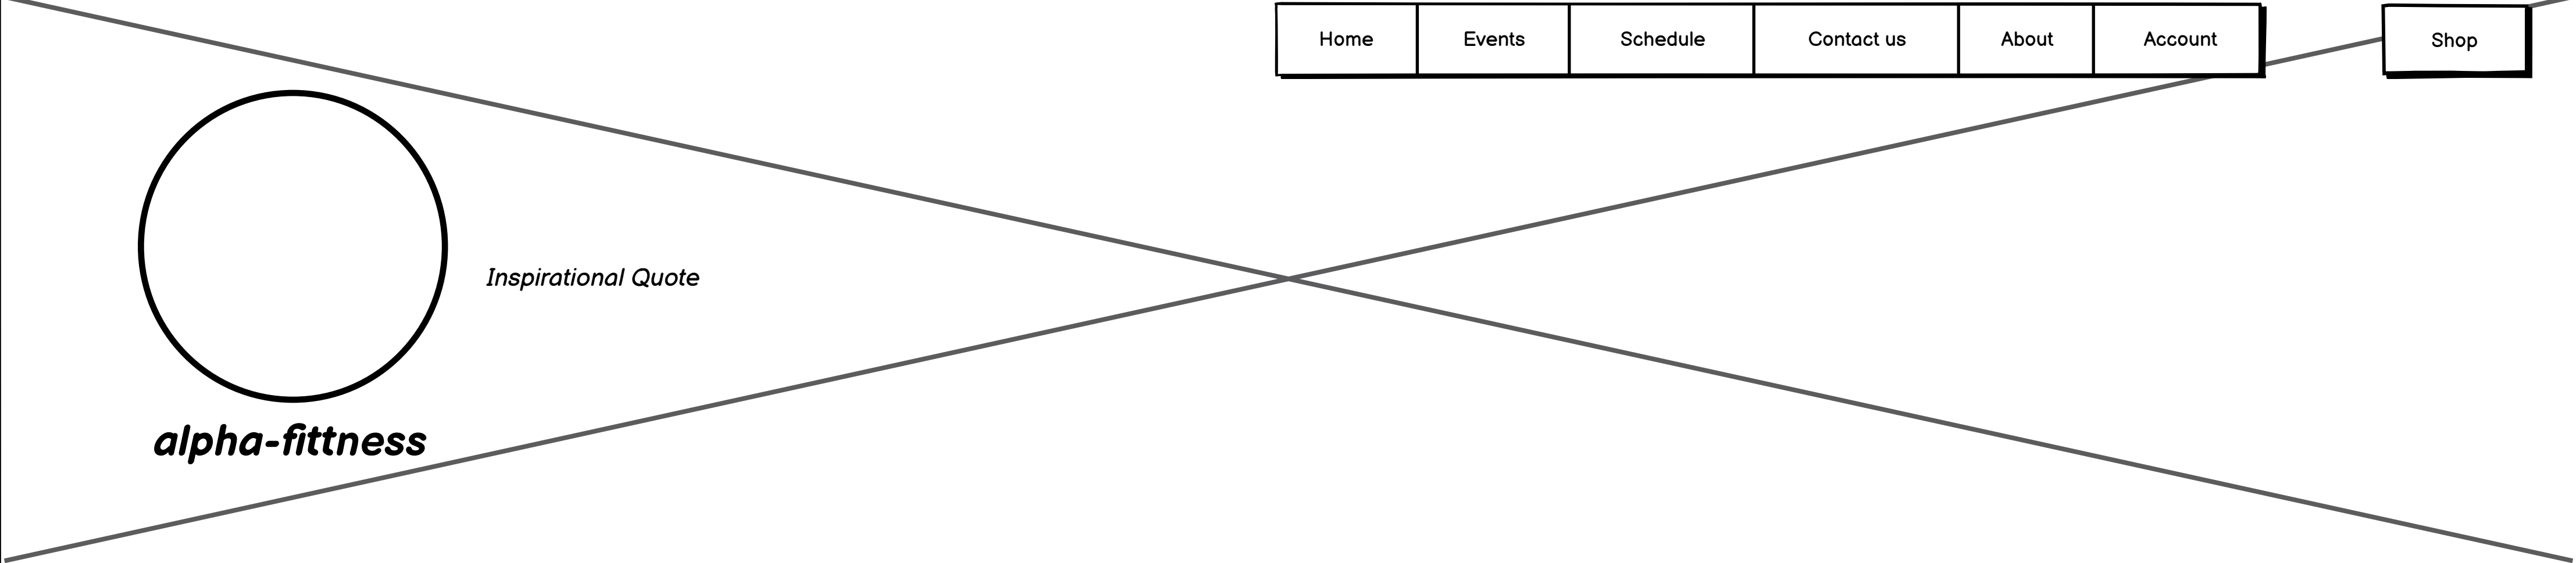 Home Events Schedule Contact us About Account Shop
Inspirational Quote
alpha-fittness